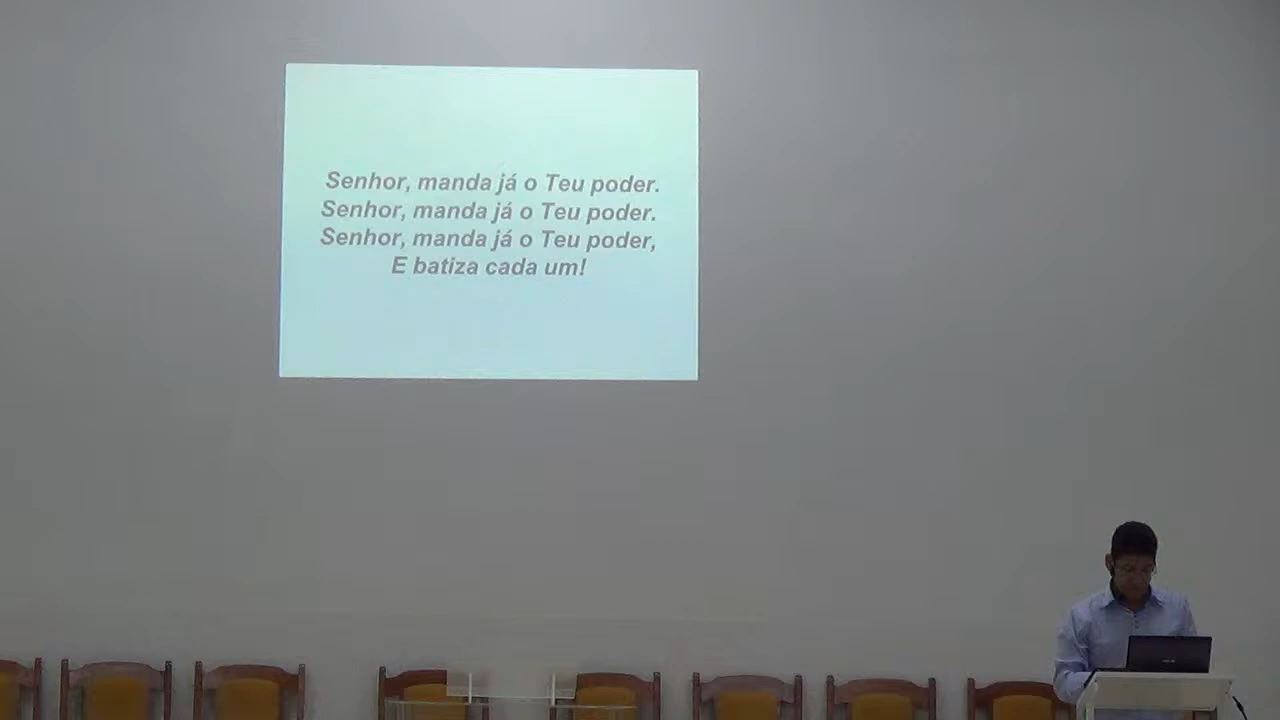 Senhor, manda já o Teu poder.
Senhor, manda já o Teu poder.
Senhor, manda já o Teu poder,
E batiza cada um!